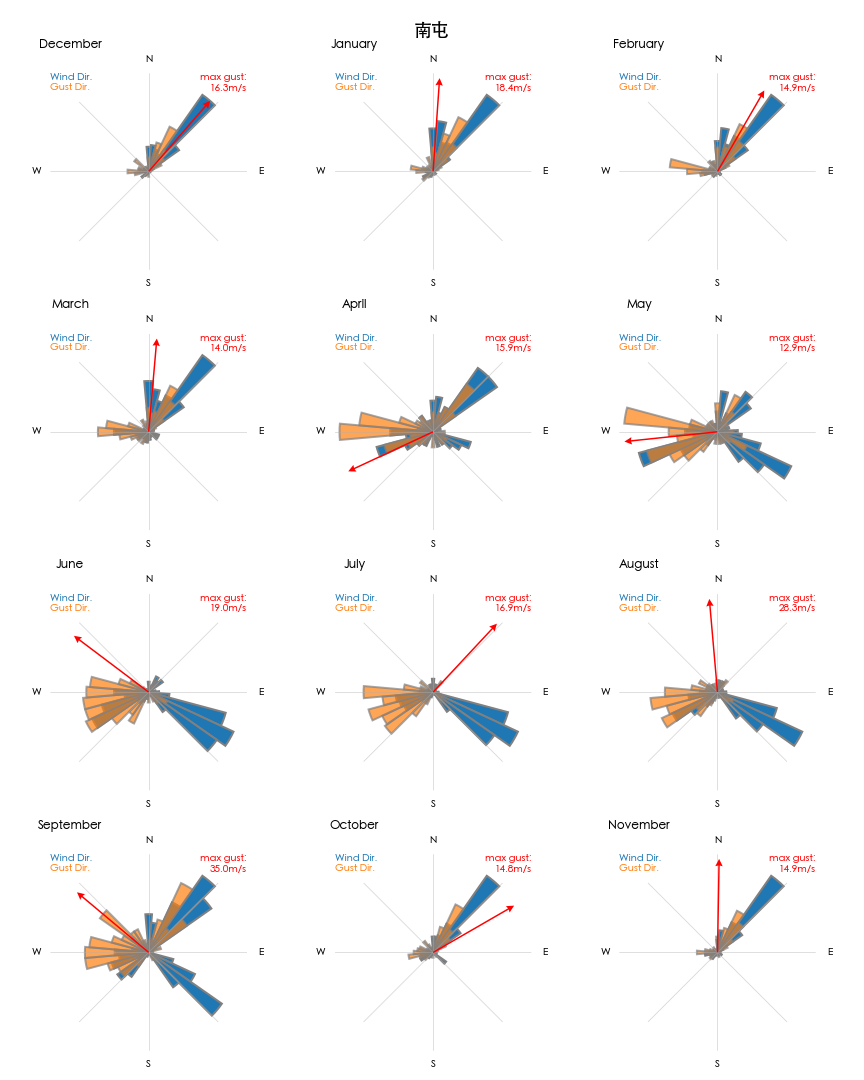 南屯
December
N
Wind Dir.
Gust Dir.
max gust:
16.3m/s
W
E
S
January
N
Wind Dir.
Gust Dir.
max gust:
18.4m/s
W
E
S
February
N
Wind Dir.
Gust Dir.
max gust:
14.9m/s
W
E
S
March
N
Wind Dir.
Gust Dir.
max gust:
14.0m/s
W
E
S
April
N
Wind Dir.
Gust Dir.
max gust:
15.9m/s
W
E
S
May
N
Wind Dir.
Gust Dir.
max gust:
12.9m/s
W
E
S
June
N
Wind Dir.
Gust Dir.
max gust:
19.0m/s
W
E
S
July
N
Wind Dir.
Gust Dir.
max gust:
16.9m/s
W
E
S
August
N
Wind Dir.
Gust Dir.
max gust:
28.3m/s
W
E
S
September
N
Wind Dir.
Gust Dir.
max gust:
35.0m/s
W
E
S
October
N
Wind Dir.
Gust Dir.
max gust:
14.8m/s
W
E
S
November
N
Wind Dir.
Gust Dir.
max gust:
14.9m/s
W
E
S